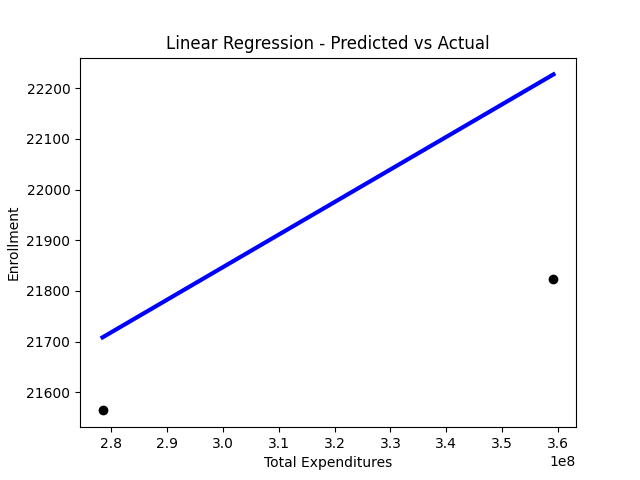 Linear Regression - Predicted vs Actual
22200
22100
22000
21900
21800
21700
21600
Enrollment
2.8 2.9 3.0 3.1 3.2 3.3 3.4 3.5 3.6
1e8
Total Expenditures